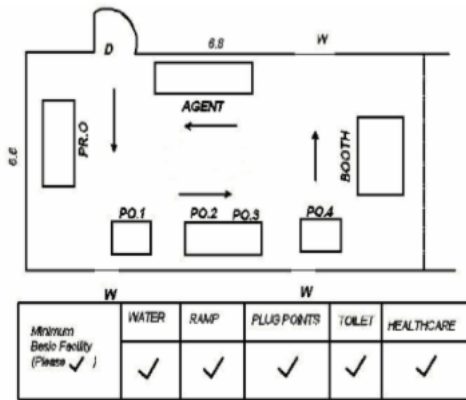 D
6.8
W
AGENT
PR.O
6.6
BOOTH
PO.1
PO.2
PO.3
PO.4
W
W
Minimum
Basic Facility
(Please ✓ )
WATER
RAMP
PLUG POINTS
TOILET
HEALTHCARE
✓
✓
✓
✓
✓